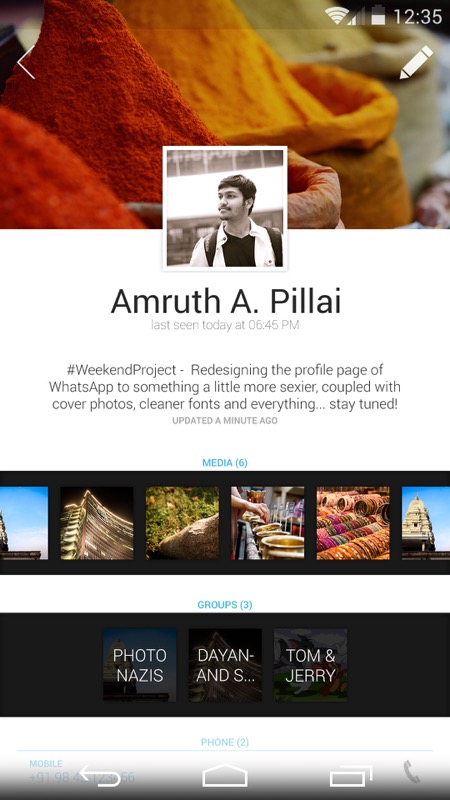 12:35
Amruth A. Pillai
last seen today at 06:45 PM
#WeekendProject - Redesigning the profile page of
WhatsApp to something a little more sexier, coupled with
cover photos, cleaner fonts and everything... stay tuned!
UPDATED A MINUTE AGO
MEDIA (6)
GROUPS (3)
PHOTO
NAZIS
DAYAN-
AND S...
TOM &
JERRY
PHONE (2)
MOBILE
+91 98